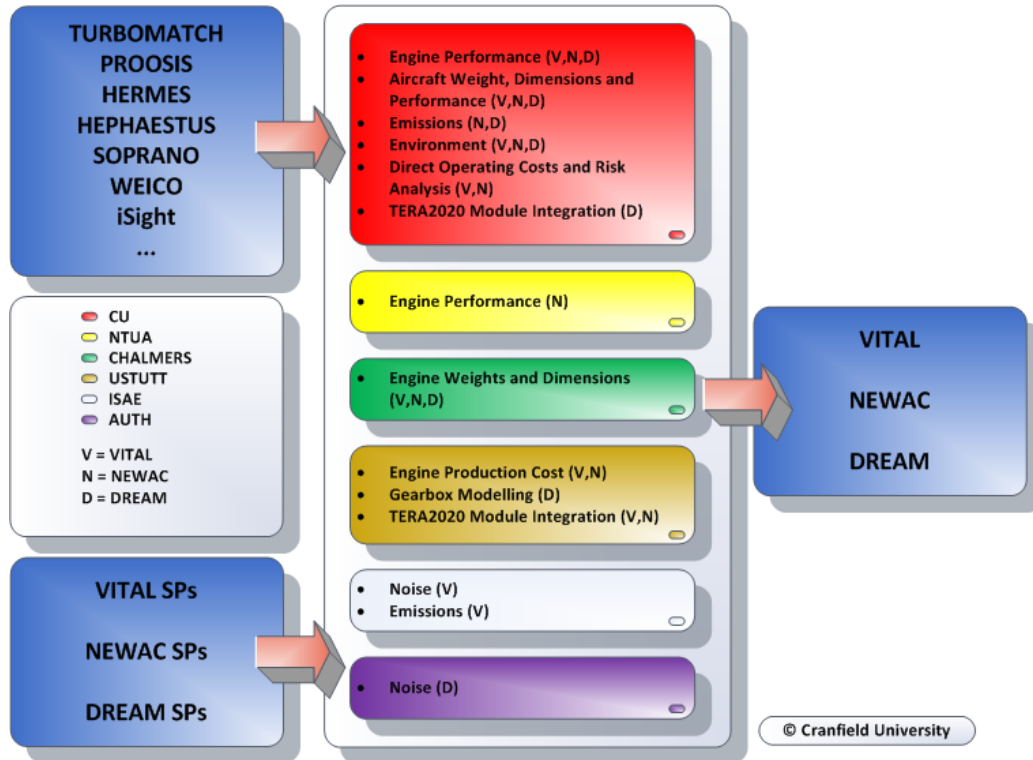 TURBOMATCH
PROOSIS
HERMES
HEPHAESTUS
SOPRANO
WEICO
iSight
...
CU
NTUA
CHALMERS
USTUTT
ISAE
AUTH
V = VITAL
N = NEWAC
D = DREAM
VITAL SPs
NEWAC SPs
DREAM SPs
• Engine Performance (V,N,D)
• Aircraft Weight, Dimensions and
Performance (V,N,D)
• Emissions (N,D)
• Environment (V,N,D)
• Direct Operating Costs and Risk
Analysis (V,N)
• TERA2020 Module Integration (D)
• Engine Performance (N)
• Engine Weights and Dimensions
(V,N,D)
• Engine Production Cost (V,N)
• Gearbox Modelling (D)
• TERA2020 Module Integration (V,N)
• Noise (V)
• Emissions (V)
• Noise (D)
VITAL
NEWAC
DREAM
© Cranfield University